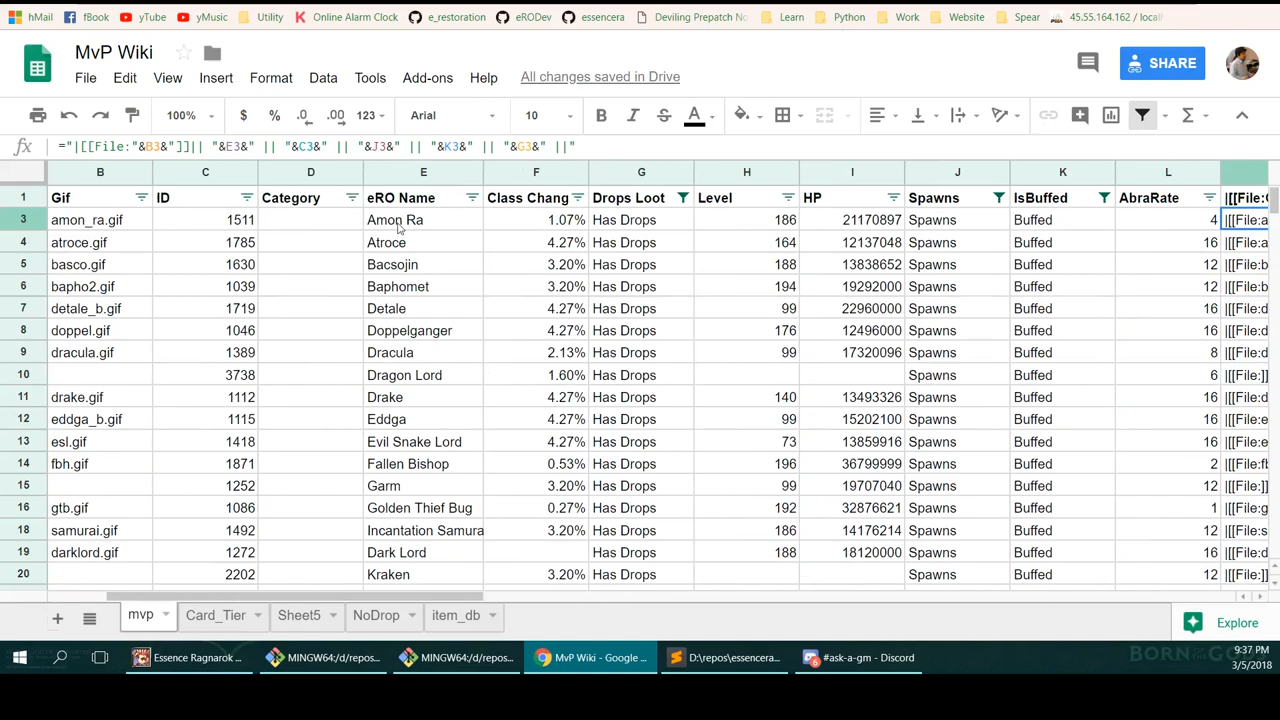 hMail fBook yTube yMusic Utility Online Alarm Clock e_restoration eRODev essencera Deviling Prepatch No Learn Python Work Website Spear 45.55.164.162 / local
MvP Wiki
File Edit View Insert Format Data Tools Add-ons Help All changes saved in Drive SHARE
100% $ % .0 .00 123 Arial 10 B I S A Σ
fx ="|[[File:"&B3&"]]|| "&E3&" || "&C3&" || "&J3&" || "&K3&" || "&G3&" ||"
B C D E F G H I J K L
1 Gif ID Category eRO Name Class Chang Drops Loot Level HP Spawns IsBuffed AbraRate |[[File:
3 amon_ra.gif 1511 Amon Ra 1.07% Has Drops 186 21170897 Spawns Buffed 4 |[[File:a
4 atroce.gif 1785 Atroce 4.27% Has Drops 164 12137048 Spawns Buffed 16 |[[File:a
5 basco.gif 1630 Bacsojin 3.20% Has Drops 188 13838652 Spawns Buffed 12 |[[File:b
6 bapho2.gif 1039 Baphomet 3.20% Has Drops 194 19292000 Spawns Buffed 12 |[[File:b
7 detale_b.gif 1719 Detale 4.27% Has Drops 99 22960000 Spawns Buffed 16 |[[File:d
8 doppel.gif 1046 Doppelganger 4.27% Has Drops 176 12496000 Spawns Buffed 16 |[[File:d
9 dracula.gif 1389 Dracula 2.13% Has Drops 99 17320096 Spawns Buffed 8 |[[File:d
10 3738 Dragon Lord 1.60% Has Drops Spawns Buffed 6 |[[File:]
11 drake.gif 1112 Drake 4.27% Has Drops 140 13493326 Spawns Buffed 16 |[[File:d
12 eddga_b.gif 1115 Eddga 4.27% Has Drops 99 15202100 Spawns Buffed 16 |[[File:e
13 esl.gif 1418 Evil Snake Lord 4.27% Has Drops 73 13859916 Spawns Buffed 16 |[[File:e
14 fbh.gif 1871 Fallen Bishop 0.53% Has Drops 196 36799999 Spawns Buffed 2 |[[File:fb
15 1252 Garm 3.20% Has Drops 99 19707040 Spawns Buffed 12 |[[File:]]
16 gtb.gif 1086 Golden Thief Bug 0.27% Has Drops 192 32876621 Spawns Buffed 1 |[[File:g
18 samurai.gif 1492 Incantation Samura 3.20% Has Drops 186 14176214 Spawns Buffed 12 |[[File:s
19 darklord.gif 1272 Dark Lord Has Drops 188 18120000 Spawns Buffed 16 |[[File:d
20 2202 Kraken 3.20% Has Drops Spawns Buffed 12 |[[File:]]
mvp Card_Tier Sheet5 NoDrop item_db Explore
Essence Ragnarok ... MINGW64:/d/repos... MINGW64:/d/repos... MvP Wiki - Google ... D:\repos\essencera... #ask-a-gm - Discord
BORN OF THE GODS
9:37 PM
3/5/2018